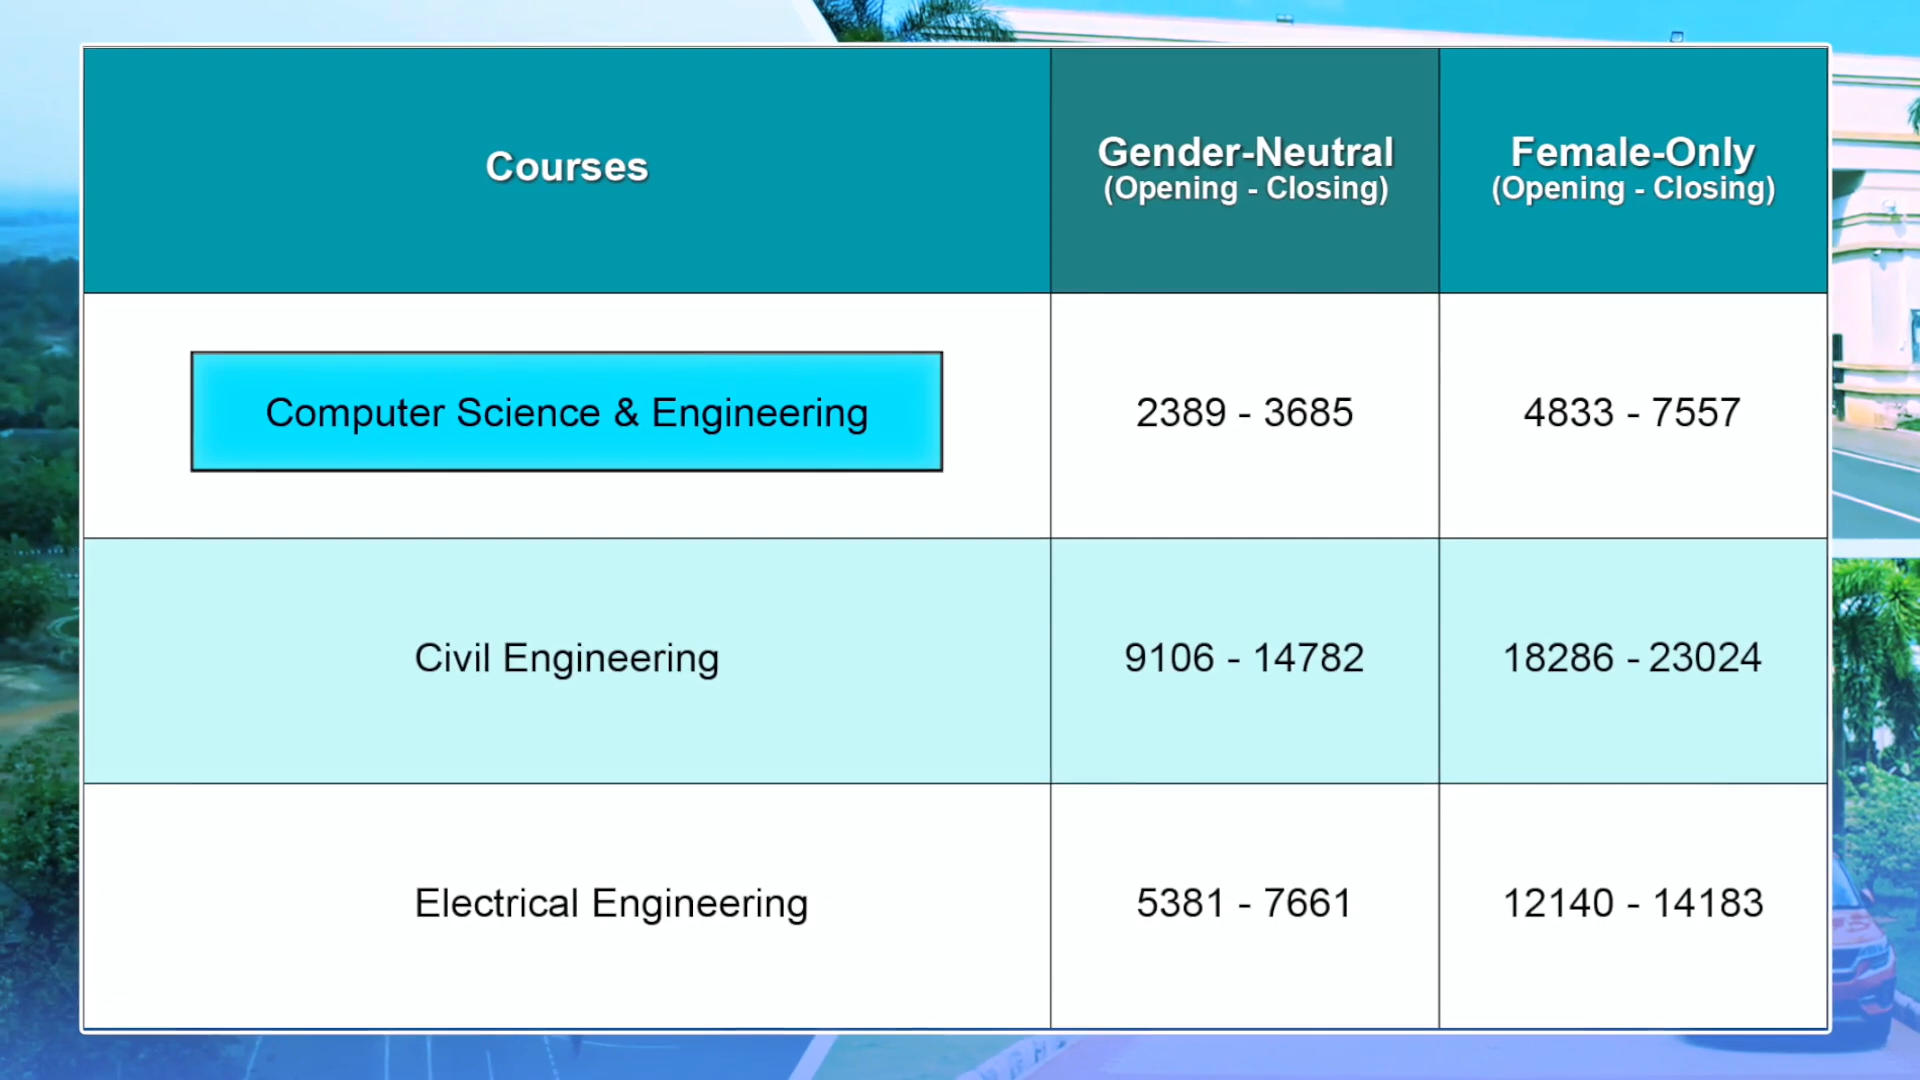 Courses
Gender-Neutral
(Opening - Closing)
Female-Only
(Opening - Closing)
Computer Science & Engineering
2389 - 3685
4833 - 7557
Civil Engineering
9106 - 14782
18286 - 23024
Electrical Engineering
5381 - 7661
12140 - 14183